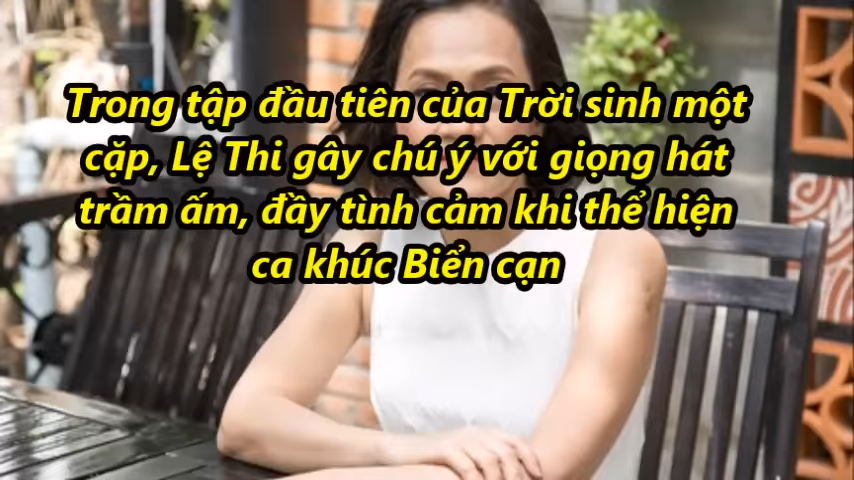 Trong tập đầu tiên của Trời sinh một
cặp, Lệ Thi gây chú ý với giọng hát
trầm ấm, đầy tình cảm khi thể hiện
ca khúc Biển cạn